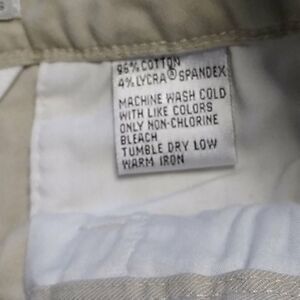 96% COTTON
4% LYCRA® SPANDEX
MACHINE WASH COLD
WITH LIKE COLORS
ONLY NON-CHLORINE
BLEACH
TUMBLE DRY LOW
WARM IRON